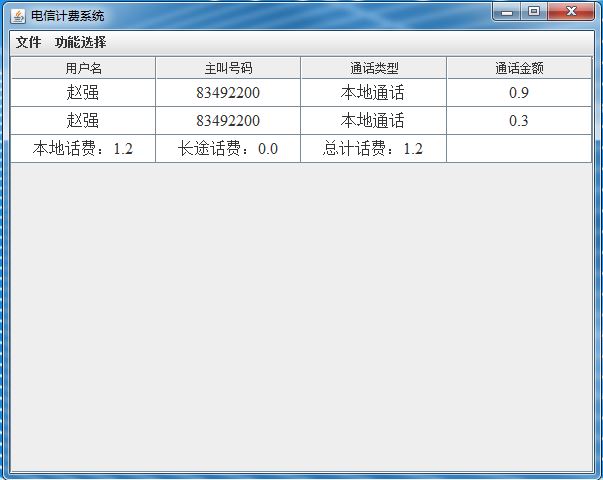 电信计费系统
文件 功能选择
用户名 主叫号码 通话类型 通话金额
赵强 83492200 本地通话 0.9
赵强 83492200 本地通话 0.3
本地话费：1.2 长途话费：0.0 总计话费：1.2